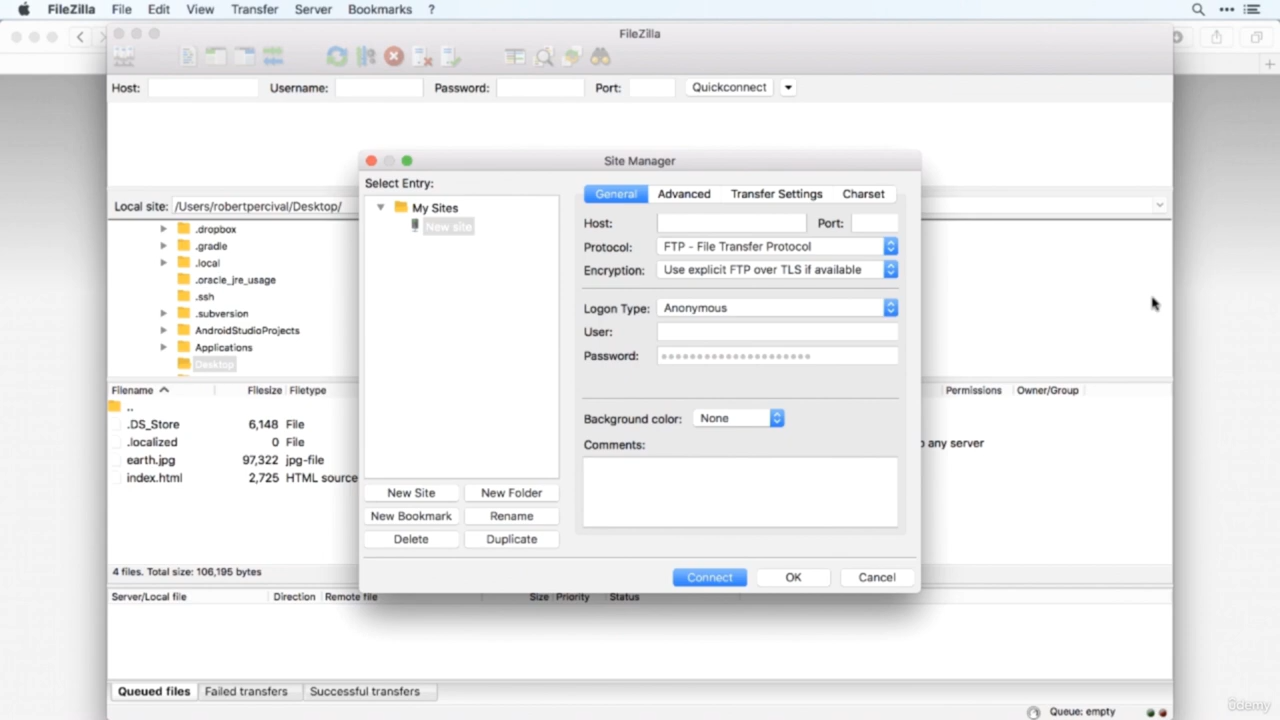 FileZilla File Edit View Transfer Server Bookmarks ?
FileZilla
Host: Username: Password: Port: Quickconnect
Site Manager
Select Entry:
My Sites
New site
General Advanced Transfer Settings Charset
Host: Port:
Protocol: FTP - File Transfer Protocol
Encryption: Use explicit FTP over TLS if available
Logon Type: Anonymous
User:
Password:
Background color: None
Comments:
New Site New Folder
New Bookmark Rename
Delete Duplicate
Connect OK Cancel
Local site: /Users/robertpercival/Desktop/
.dropbox
.gradle
.local
.oracle_jre_usage
.ssh
.subversion
AndroidStudioProjects
Applications
Desktop
Filename Filesize Filetype
..
.DS_Store 6,148 File
.localized 0 File
earth.jpg 97,322 jpg-file
index.html 2,725 HTML source
4 files. Total size: 106,195 bytes
Permissions Owner/Group
any server
Server/Local file Direction Remote file Size Priority Status
Queued files Failed transfers Successful transfers
Queue: empty
ûdemy